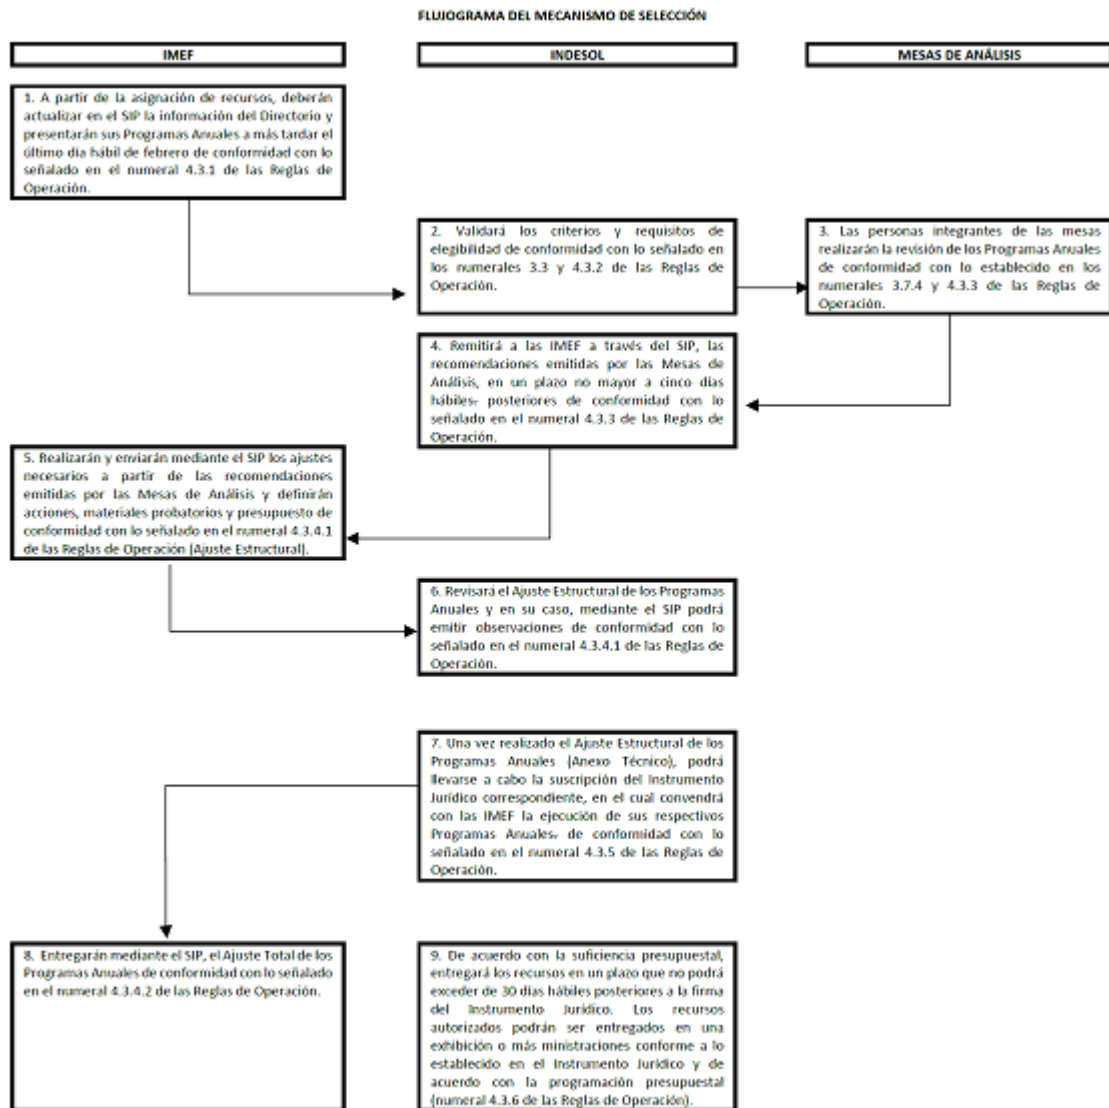 FLUJOGRAMA DEL MECANISMO DE SELECCIÓN
IMEF
INDESOL
MESAS DE ANÁLISIS
1. A partir de la asignación de recursos, deberán
actualizar en el SIP la información del Directorio y
presentarán sus Programas Anuales a más tardar el
último día hábil de febrero de conformidad con lo
señalado en el numeral 4.3.1 de las Reglas de
Operación.
2. Validará los criterios y requisitos de
elegibilidad de conformidad con lo señalado en
los numerales 3.3 y 4.3.2 de las Reglas de
Operación.
3. Las personas integrantes de las mesas
realizarán la revisión de los Programas Anuales
de conformidad con lo establecido en los
numerales 3.7.4 y 4.3.3 de las Reglas de
Operación.
4. Remitirá a las IMEF a través del SIP, las
recomendaciones emitidas por las Mesas de
Análisis, en un plazo no mayor a cinco días
hábiles. posteriores de conformidad con lo
señalado en el numeral 4.3.3 de las Reglas de
Operación.
5. Realizarán y enviarán mediante el SIP los ajustes
necesarios a partir de las recomendaciones
emitidas por las Mesas de Análisis y definirán
acciones, materiales probatorios y presupuesto de
conformidad con lo señalado en el numeral 4.3.4.1
de las Reglas de Operación (Ajuste Estructural).
6. Revisará el Ajuste Estructural de los Programas
Anuales y en su caso, mediante el SIP podrá
emitir observaciones de conformidad con lo
señalado en el numeral 4.3.4.1 de las Reglas de
Operación.
7. Una vez realizado el Ajuste Estructural de los
Programas Anuales (Anexo Técnico), podrá
llevarse a cabo la suscripción del Instrumento
Jurídico correspondiente, en el cual convendrá
con las IMEF la ejecución de sus respectivos
Programas Anuales. de conformidad con lo
señalado en el numeral 4.3.5 de las Reglas de
Operación.
8. Entregarán mediante el SIP, el Ajuste Total de los
Programas Anuales de conformidad con lo señalado
en el numeral 4.3.4.2 de las Reglas de Operación.
9. De acuerdo con la suficiencia presupuestal,
entregará los recursos en un plazo que no podrá
exceder de 30 días hábiles posteriores a la firma
del Instrumento Jurídico. Los recursos
autorizados podrán ser entregados en una
exhibición o más ministraciones conforme a lo
establecido en el Instrumento Jurídico y de
acuerdo con la programación presupuestal
(numeral 4.3.6 de las Reglas de Operación).